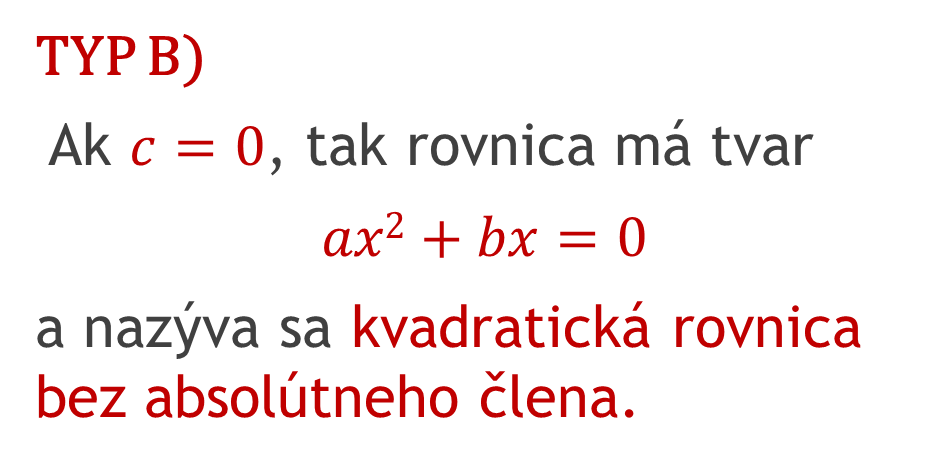 TYP B)
Ak c = 0, tak rovnica má tvar
ax² + bx = 0
a nazýva sa kvadratická rovnica
bez absolútneho člena.